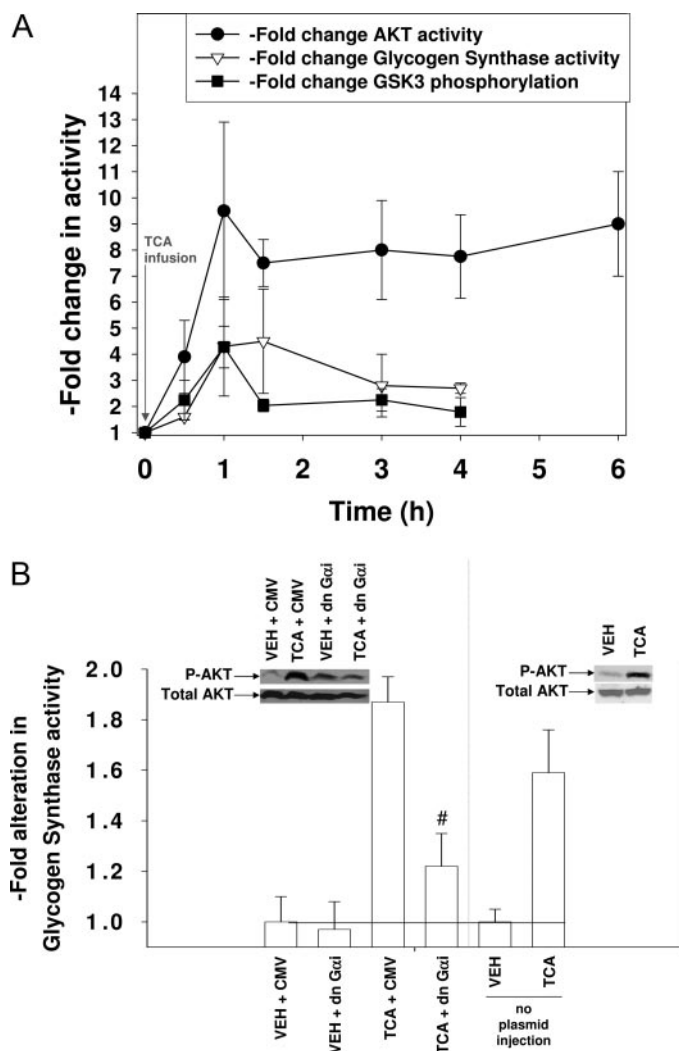 A
-Fold change AKT activity
-Fold change Glycogen Synthase activity
-Fold change GSK3 phosphorylation
-Fold change in activity
14
13
12
11
10
9
8
7
6
5
4
3
2
1
TCA
infusion
0 1 2 3 4 5 6
Time (h)
B
VEH + CMV
TCA + CMV
VEH + dn Gαi
TCA + dn Gαi
P-AKT
Total AKT
VEH
TCA
P-AKT
Total AKT
-Fold alteration in
Glycogen Synthase activity
2.0
1.8
1.6
1.4
1.2
1.0
#
VEH + CMV
VEH + dn Gαi
TCA + CMV
TCA + dn Gαi
VEH
TCA
no
plasmid
injection